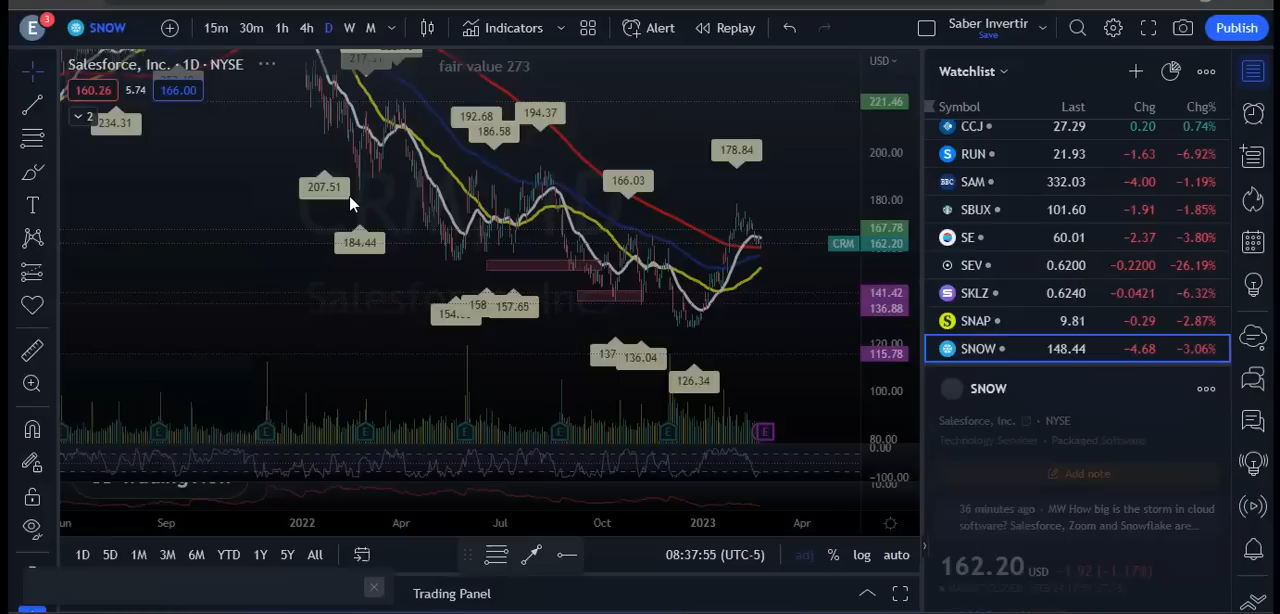 E 3 SNOW 15m 30m 1h 4h D W M Indicators Alert Replay Saber Invertir Save Publish
Salesforce, Inc. · 1D · NYSE
fair value 273
160.26 5.74 166.00
2
234.31
207.51
184.44
192.68
186.58
194.37
166.03
178.84
158
157.65
137
136.04
126.34
USD
221.46
200.00
180.00
167.78
CRM 162.20
141.42
136.88
120.00
115.78
100.00
80.00
0.00
−100.00
Sep 2022 Apr Jul Oct 2023 Apr
1D 5D 1M 3M 6M YTD 1Y 5Y All 08:37:55 (UTC-5) adj % log auto
Trading Panel
Watchlist
Symbol Last Chg Chg%
CCJ 27.29 0.20 0.74%
RUN 21.93 −1.63 −6.92%
SAM 332.03 −4.00 −1.19%
SBUX 101.60 −1.91 −1.85%
SE 60.01 −2.37 −3.80%
SEV 0.6200 −0.2200 −26.19%
SKLZ 0.6240 −0.0421 −6.32%
SNAP 9.81 −0.29 −2.87%
SNOW 148.44 −4.68 −3.06%
SNOW
Salesforce, Inc. · NYSE
Technology Services · Packaged Software
Add note
36 minutes ago · MW How big is the storm in cloud
software? Salesforce, Zoom and Snowflake are...
162.20 USD −1.92 (−1.17%)